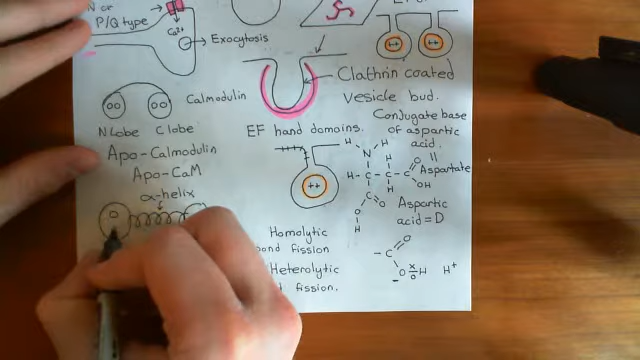 N or
P/Q type
Ca2+
Exocytosis
++
++
Clathrin coated
vesicle bud.
Calmodulin
N Lobe
C lobe
Apo-Calmodulin
Apo-CaM
α-helix
EF hand domains.
++
Homolytic
fission
Heterolytic
fission.
Conjugate base
of aspartic
acid.
=
Aspartate
H
H
N
H
O
H-C-C-C
OH
H
C
O
O
H
Aspartic
acid = D
-C
O
O
x
o
H
H+
-